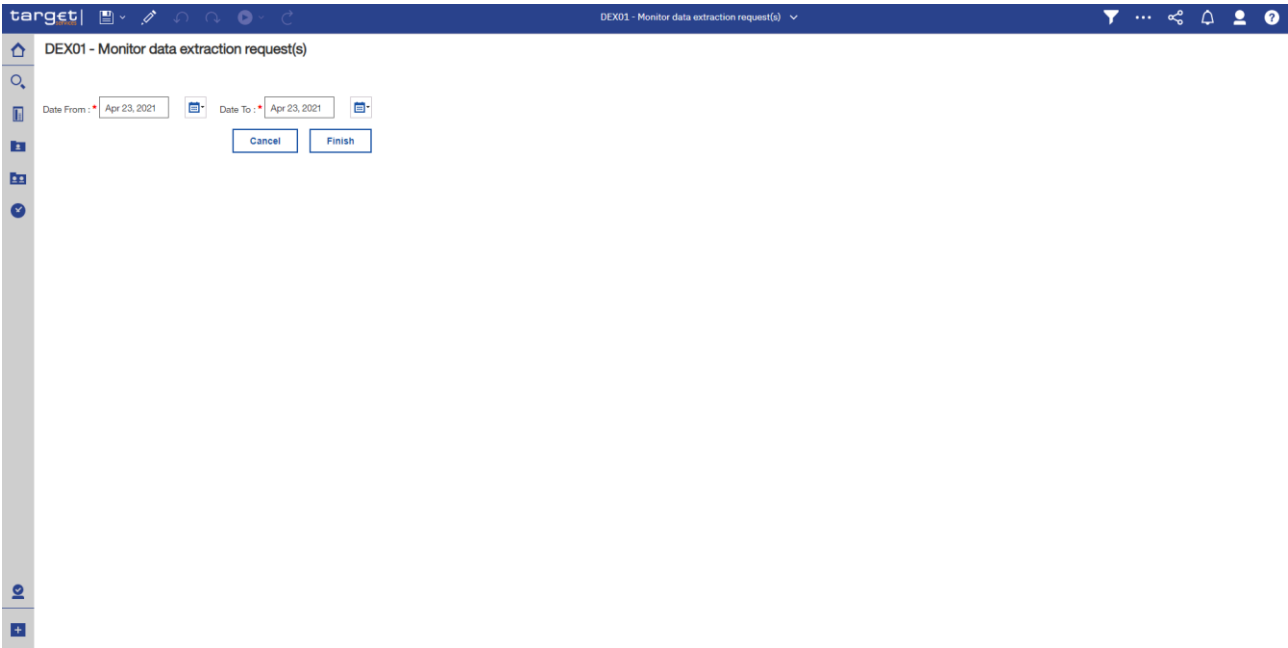 target| DEX01 - Monitor data extraction request(s)
services
DEX01 - Monitor data extraction request(s)
Date From : * Apr 23, 2021 Date To : * Apr 23, 2021
Cancel Finish